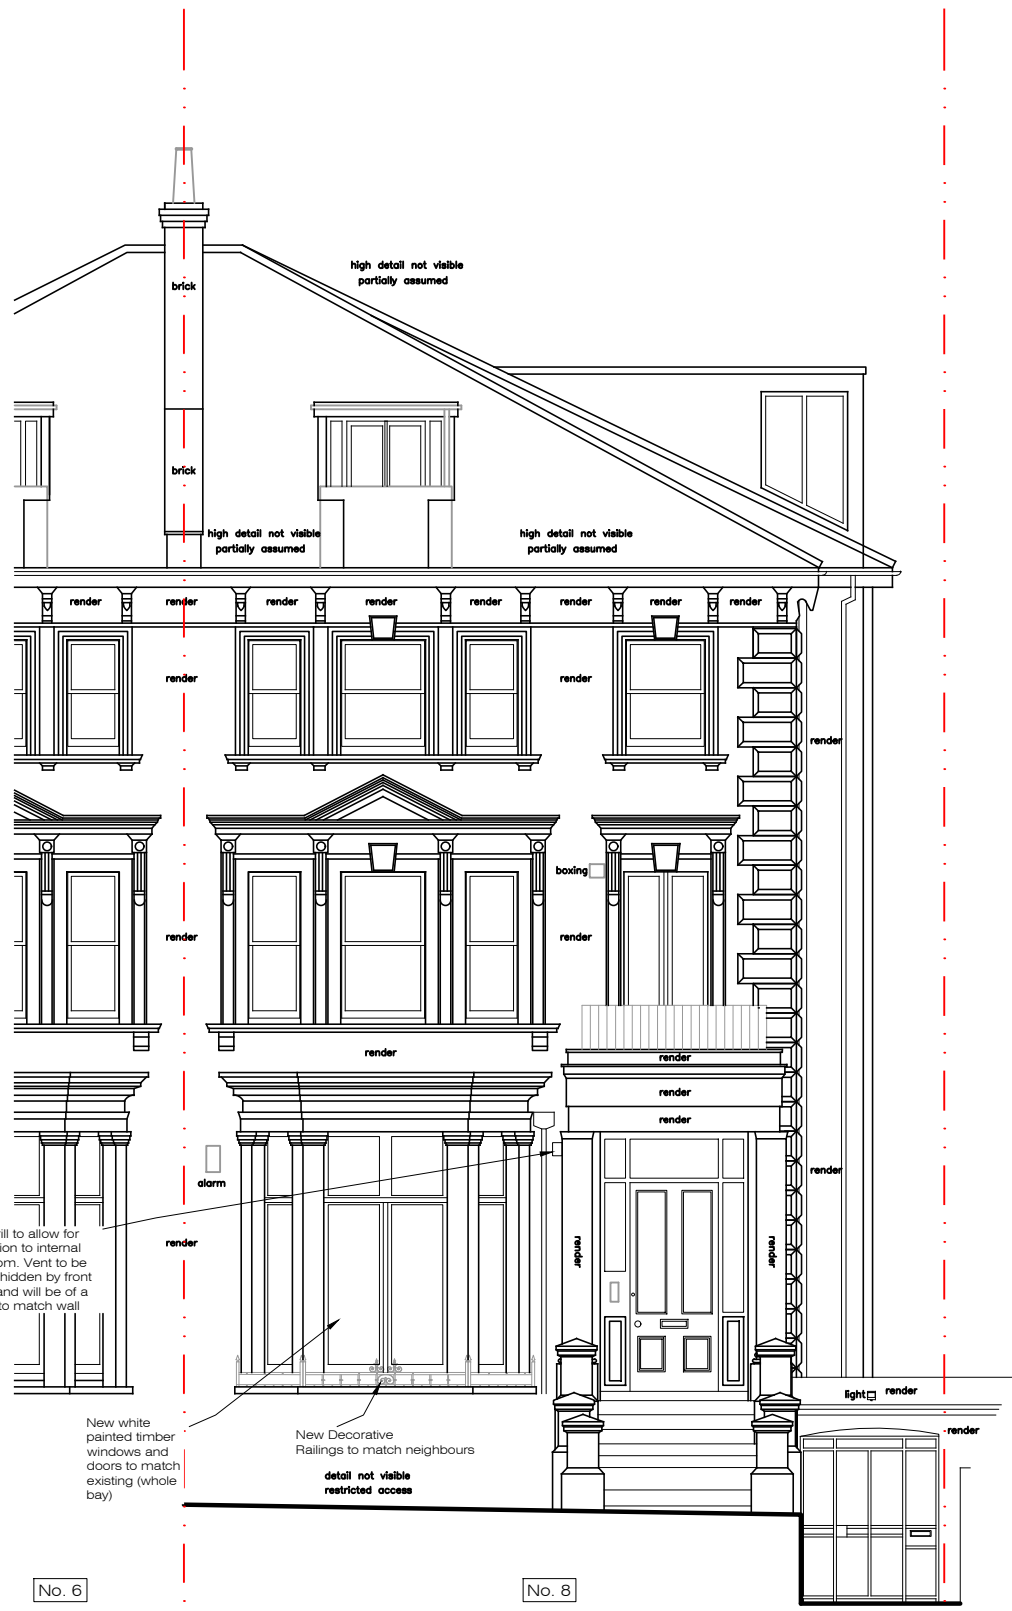 high detail not visible
partially assumed
brick
brick
high detail not visible
partially assumed
high detail not visible
partially assumed
render
render
render
render
render
render
render
render
render
render
render
boxing
render
render
render
render
render
render
alarm
render
ill to allow for
ion to internal
om. Vent to be
hidden by front
and will be of a
to match wall
render
render
render
light
render
render
New white
painted timber
windows and
doors to match
existing (whole
bay)
New Decorative
Railings to match neighbours
detail not visible
restricted access
No. 6
No. 8